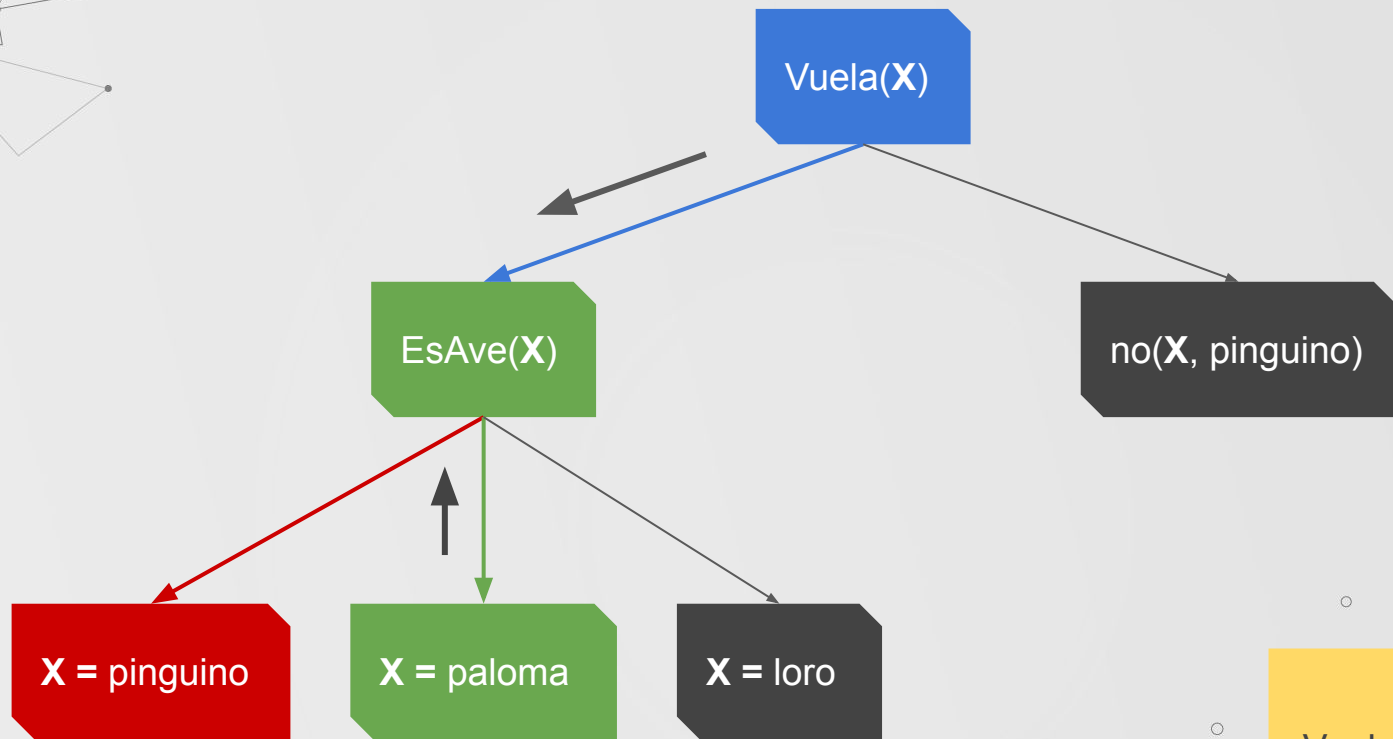 Vuela(X)
EsAve(X)
no(X, pinguino)
X = pinguino
X = paloma
X = loro